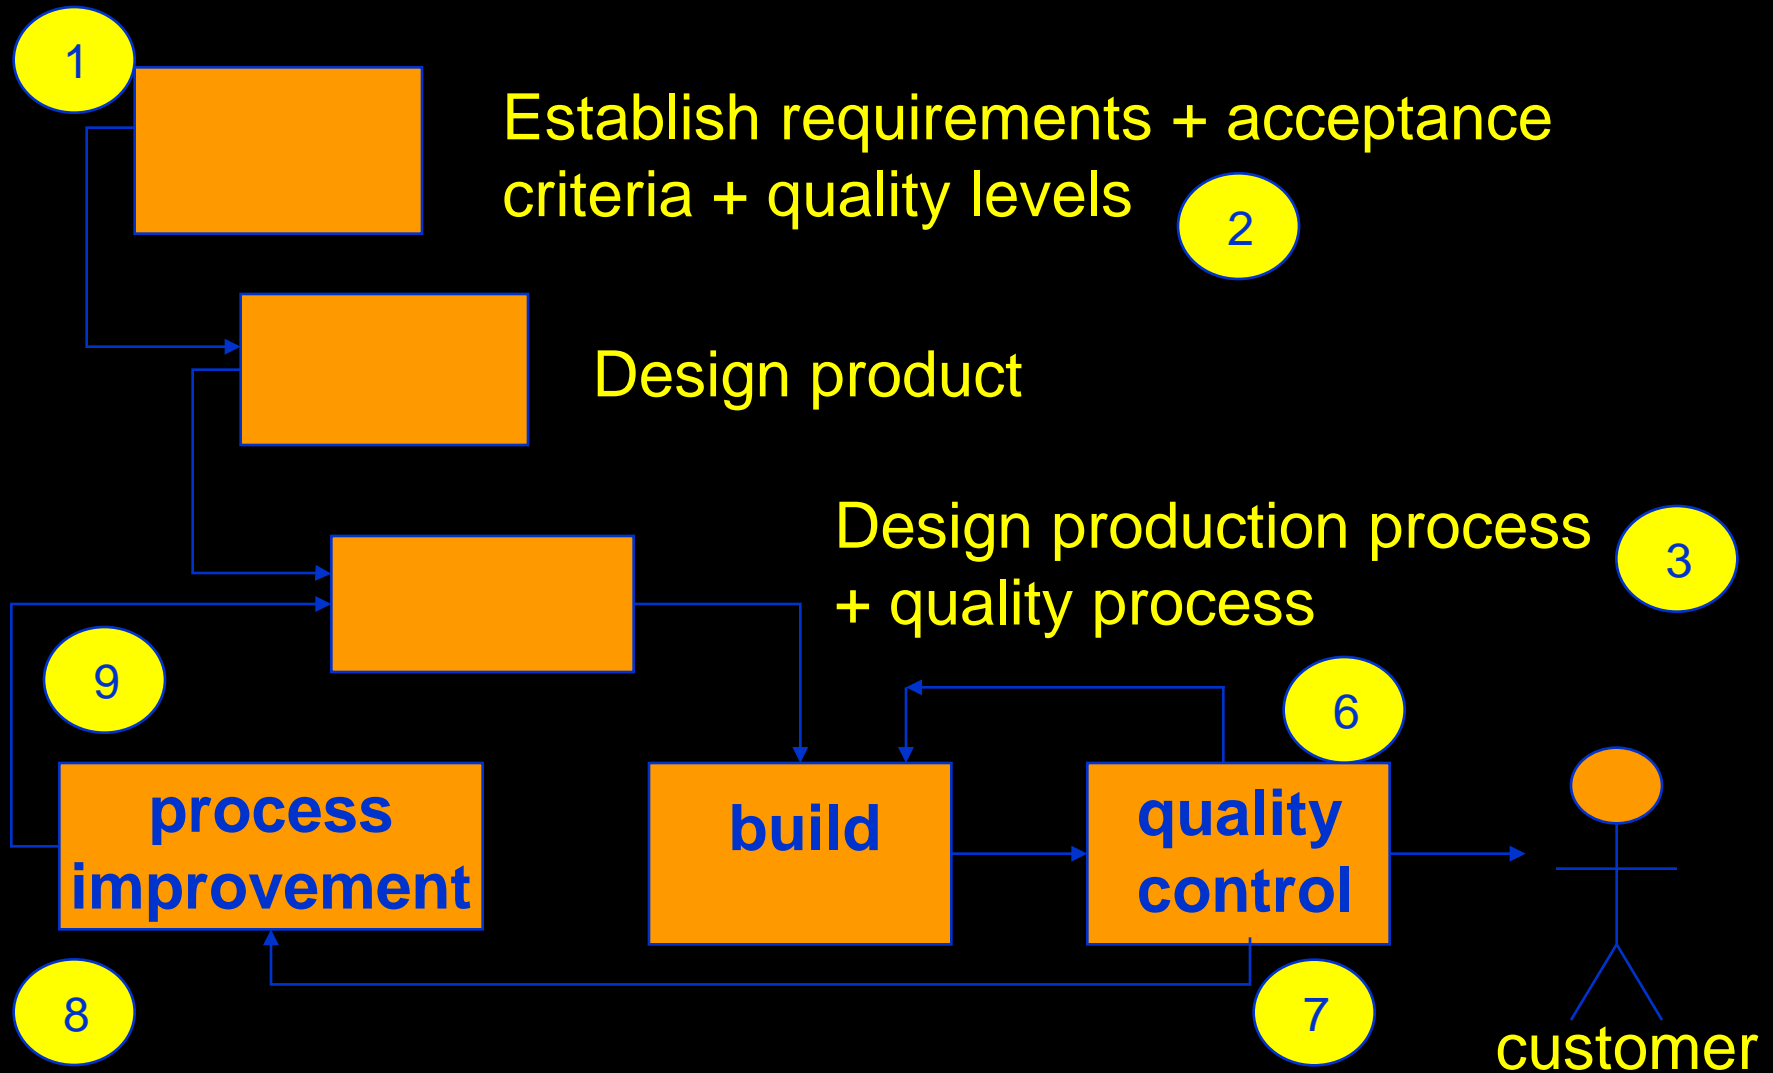 1
Establish requirements + acceptance
criteria + quality levels
2
Design product
Design production process
+ quality process
3
9
6
process
improvement
build
quality
control
8
7
customer